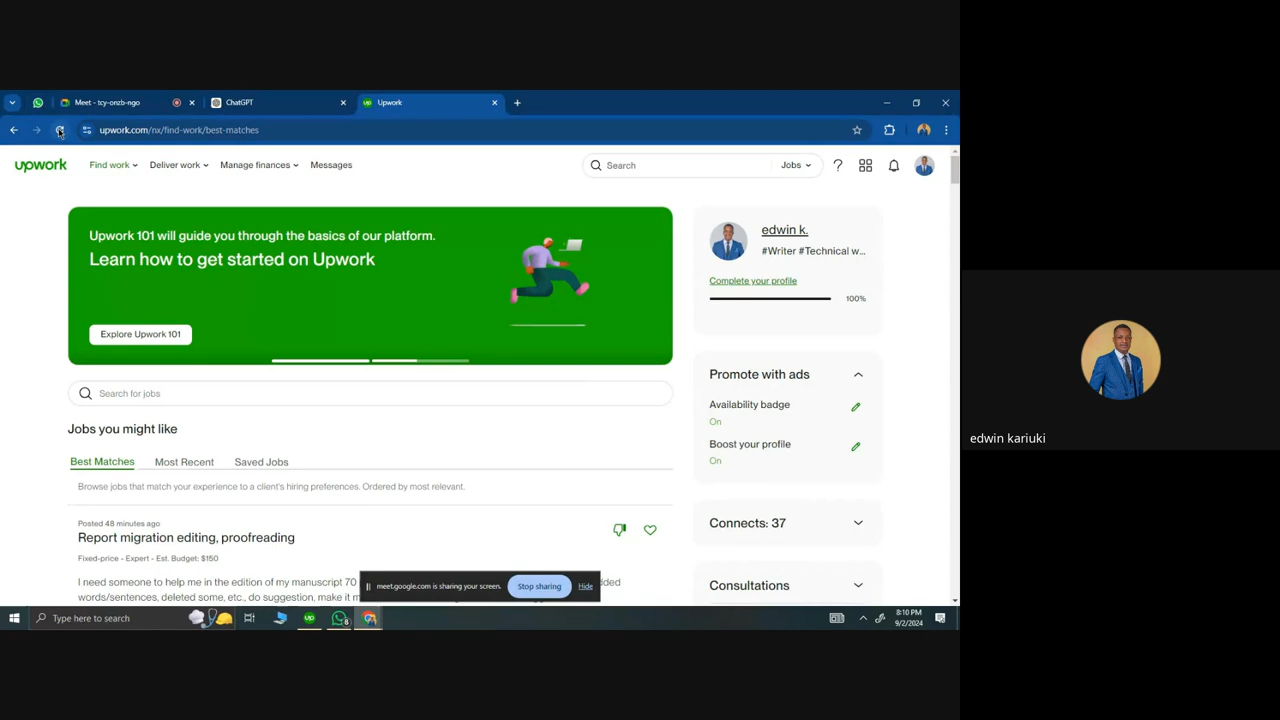 Meet - tcy-onzb-ngo
ChatGPT
Upwork
upwork.com/nx/find-work/best-matches
upwork
Find work
Deliver work
Manage finances
Messages
Search
Jobs
Upwork 101 will guide you through the basics of our platform.
Learn how to get started on Upwork
Explore Upwork 101
edwin k.
#Writer #Technical w...
Complete your profile
100%
Promote with ads
Availability badge
On
Boost your profile
On
Search for jobs
Jobs you might like
Best Matches
Most Recent
Saved Jobs
Browse jobs that match your experience to a client's hiring preferences. Ordered by most relevant.
Posted 48 minutes ago
Report migration editing, proofreading
Fixed-price - Expert - Est. Budget: $150
I need someone to help me in the edition of my manuscript 70
words/sentences, deleted some, etc., do suggestion, make it
Connects: 37
Consultations
meet.google.com is sharing your screen.
Stop sharing
Hide
Type here to search
8:10 PM
9/2/2024
edwin kariuki